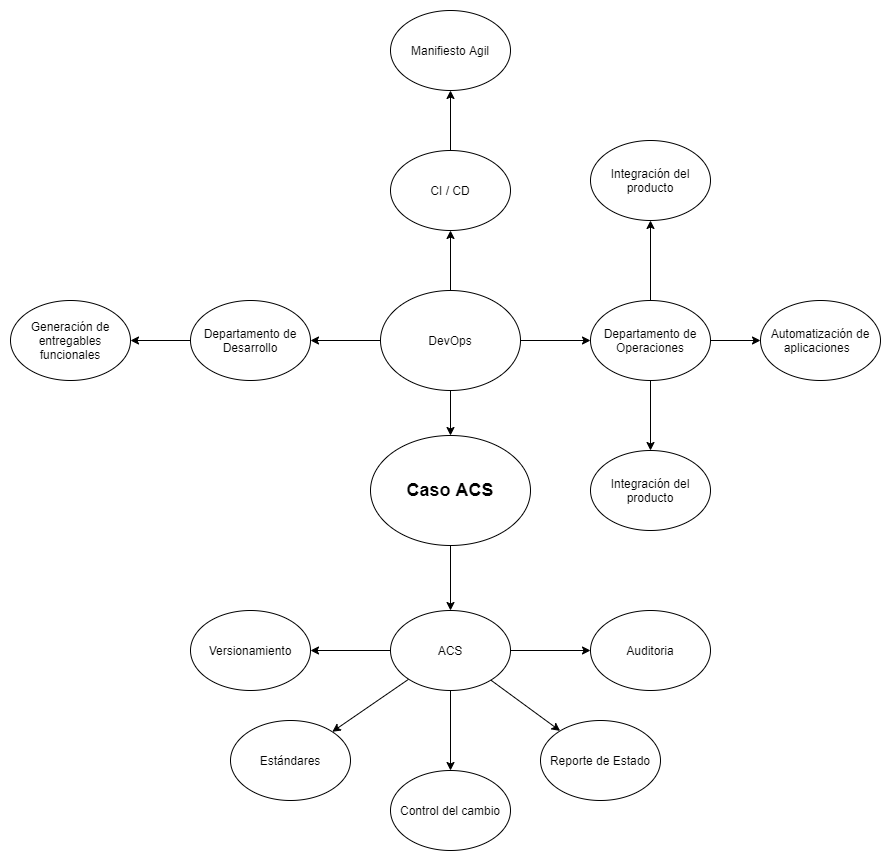 Manifiesto Agil
CI / CD
Integración del
producto
Generación de
entregables
funcionales
Departamento de
Desarrollo
DevOps
Departamento de
Operaciones
Automatización de
aplicaciones
Caso ACS
Integración del
producto
Versionamiento
ACS
Auditoria
Estándares
Reporte de Estado
Control del cambio